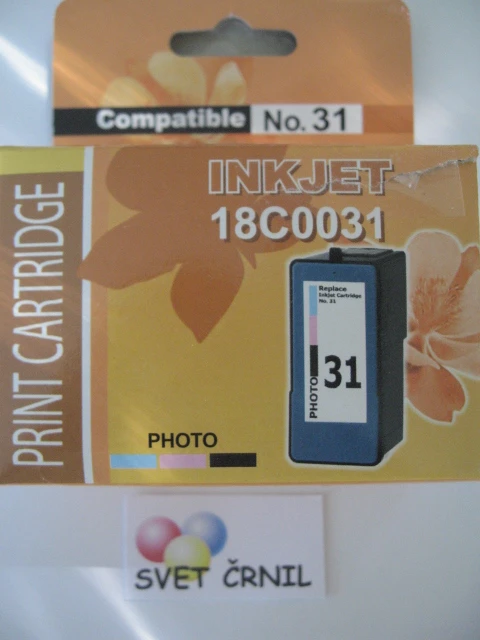 Compatible No. 31
INKJET
18C0031
PRINT CARTRIDGE
Replace
Inkjet Cartridge
No. 31
PHOTO
31
PHOTO
SVET ČRNIL